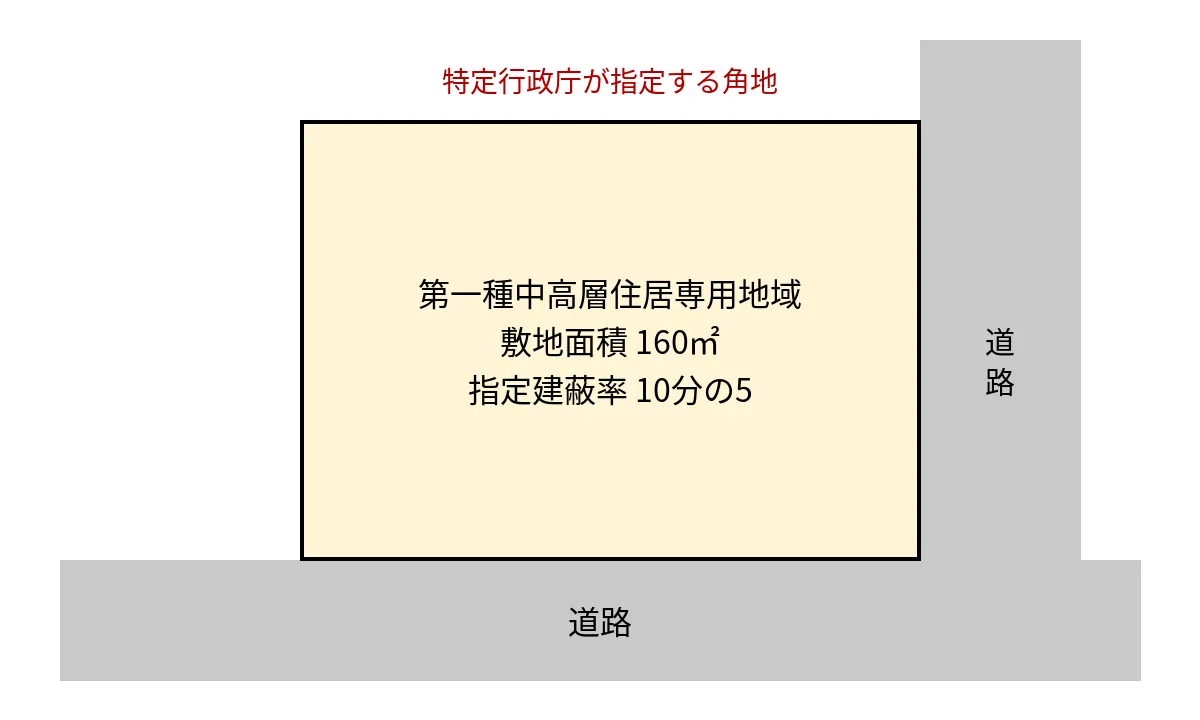 特定行政庁が指定する角地
第一種中高層住居専用地域
敷地面積 160㎡
指定建蔽率 10分の5
道路
道路